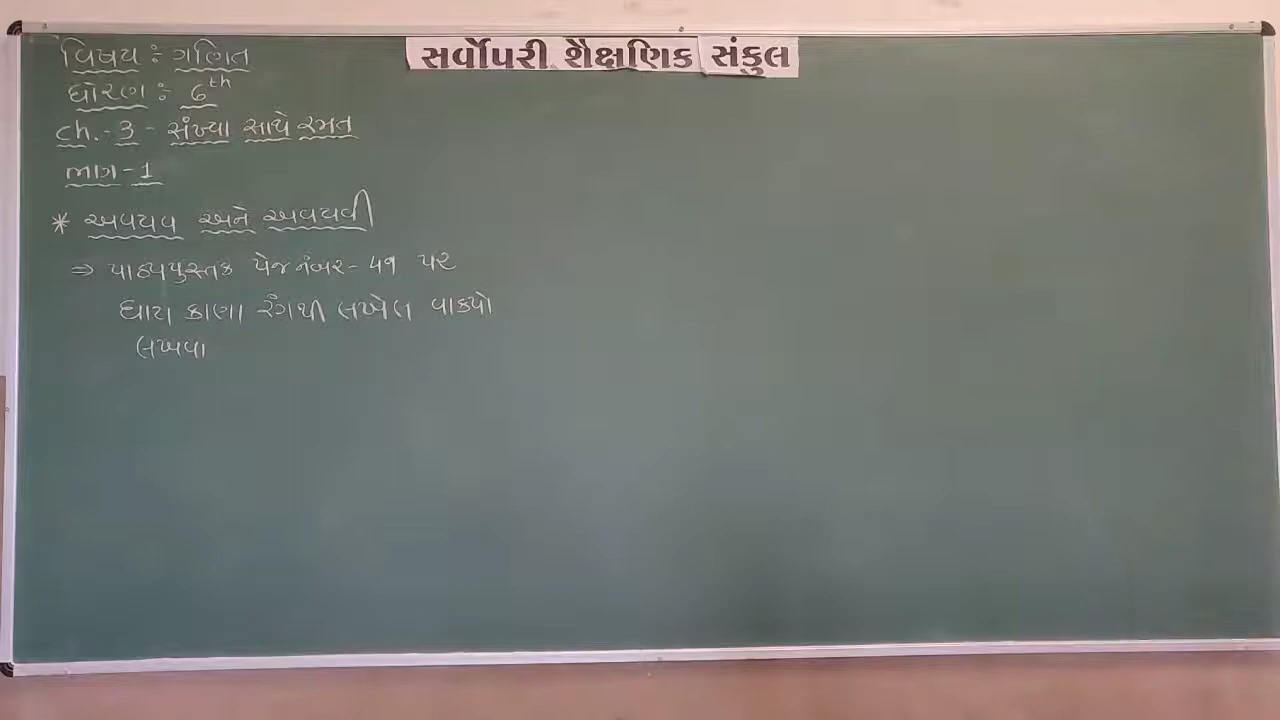 સર્વોપરી શૈક્ષણિક સંકુલ
વિષય : ગણિત
ધોરણ : 6th
ch. - 3 - સંખ્યા સાથે રમત
ભાગ - 1
* અવયવ અને અવયવી
⇒ પાઠ્યપુસ્તક પેજ નંબર - 49 પર
ઘાટા કાળા રંગથી લખેલ વાક્યો
લખવા